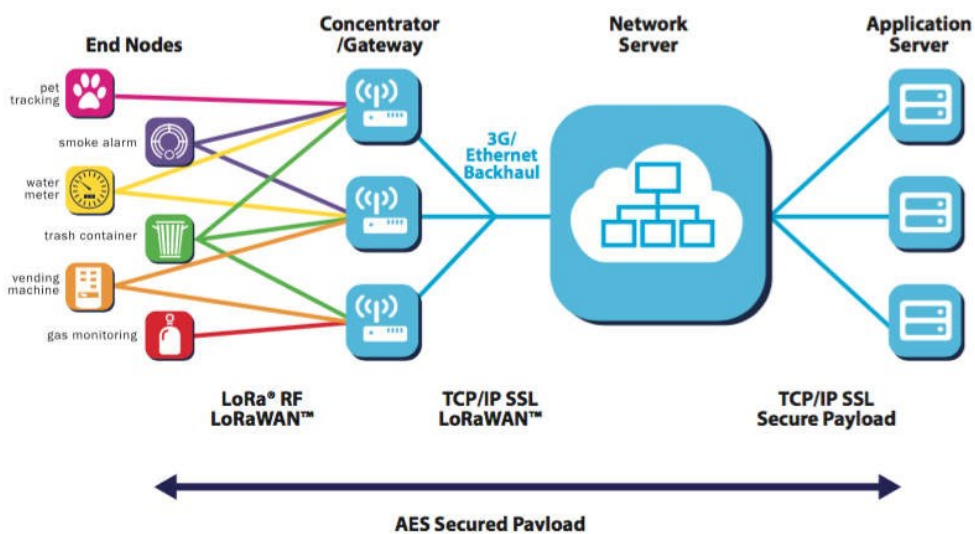 End Nodes
Concentrator
/Gateway
Network
Server
Application
Server
pet
tracking
smoke alarm
water
meter
trash container
vending
machine
gas monitoring
3G/
Ethernet
Backhaul
LoRa® RF
LoRaWAN™
TCP/IP SSL
LoRaWAN™
TCP/IP SSL
Secure Payload
AES Secured Payload